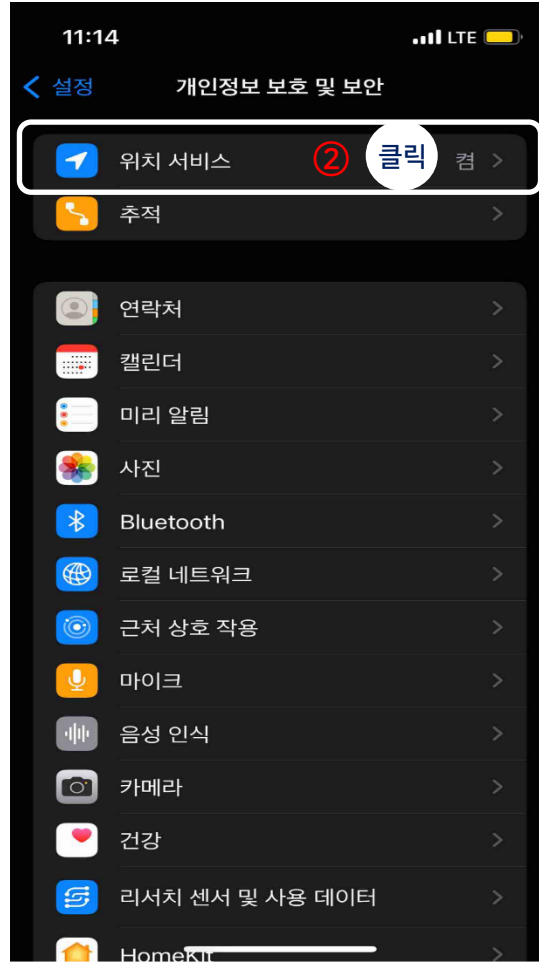 11:14 LTE
설정 개인정보 보호 및 보안
위치 서비스 ② 클릭 켬
추적
연락처
캘린더
미리 알림
사진
Bluetooth
로컬 네트워크
근처 상호 작용
마이크
음성 인식
카메라
건강
리서치 센서 및 사용 데이터
HomeKit